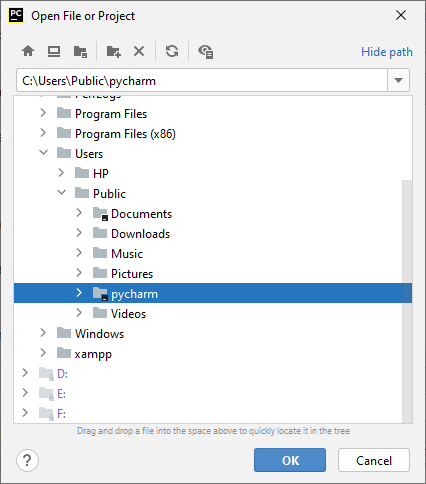 PC Open File or Project
Hide path
C:\Users\Public\pycharm
PerfLogs
Program Files
Program Files (x86)
Users
HP
Public
Documents
Downloads
Music
Pictures
pycharm
Videos
Windows
xampp
D:
E:
F:
Drag and drop a file into the space above to quickly locate it in the tree
? OK Cancel